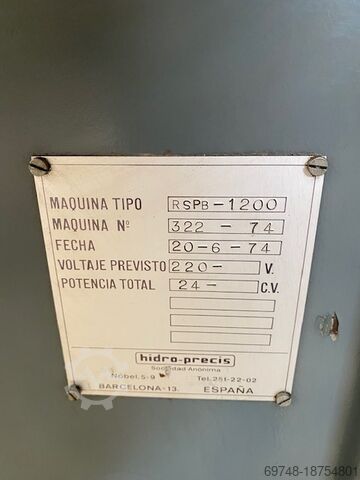 MAQUINA TIPO RSPB-1200
MAQUINA Nº 322 - 74
FECHA 20-6-74
VOLTAJE PREVISTO 220- V.
POTENCIA TOTAL 24- C.V.
hidro-precis
Sociedad Anónima
Nobel, 5-9 Tel. 251-22-02
BARCELONA-13. ESPAÑA
69748-18754801